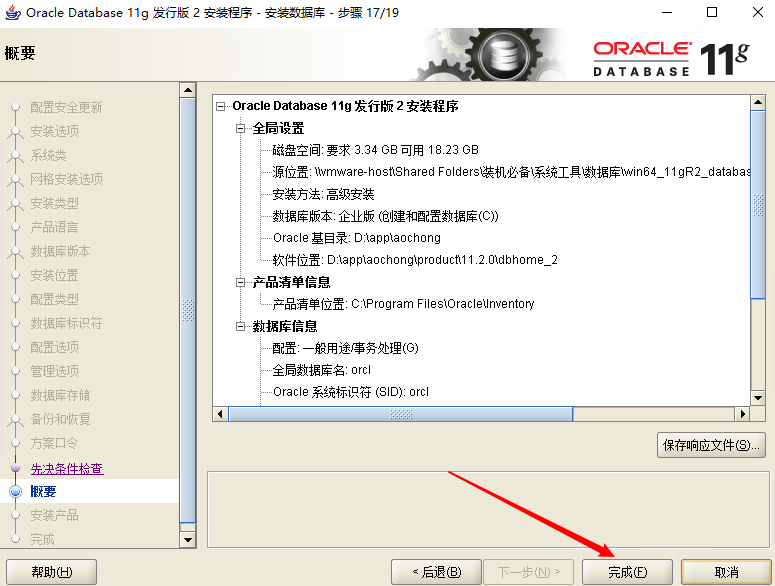 Oracle Database 11g 发行版 2 安装程序 - 安装数据库 - 步骤 17/19
概要
ORACLE
DATABASE 11g
配置安全更新
安装选项
系统类
网格安装选项
安装类型
产品语言
数据库版本
安装位置
配置类型
数据库标识符
配置选项
管理选项
数据库存储
备份和恢复
方案口令
先决条件检查
概要
安装产品
完成
Oracle Database 11g 发行版 2 安装程序
全局设置
磁盘空间: 要求 3.34 GB 可用 18.23 GB
源位置: \\wmware-host\Shared Folders\装机必备\系统工具\数据库\win64_11gR2_databas
安装方法: 高级安装
数据库版本: 企业版 (创建和配置数据库(C))
Oracle 基目录: D:\app\aochong
软件位置: D:\app\aochong\product\11.2.0\dbhome_2
产品清单信息
产品清单位置: C:\Program Files\Oracle\Inventory
数据库信息
配置: 一般用途/事务处理(G)
全局数据库名: orcl
Oracle 系统标识符 (SID): orcl
保存响应文件(S)...
帮助(H)
< 后退(B)
下一步(N) >
完成(F)
取消